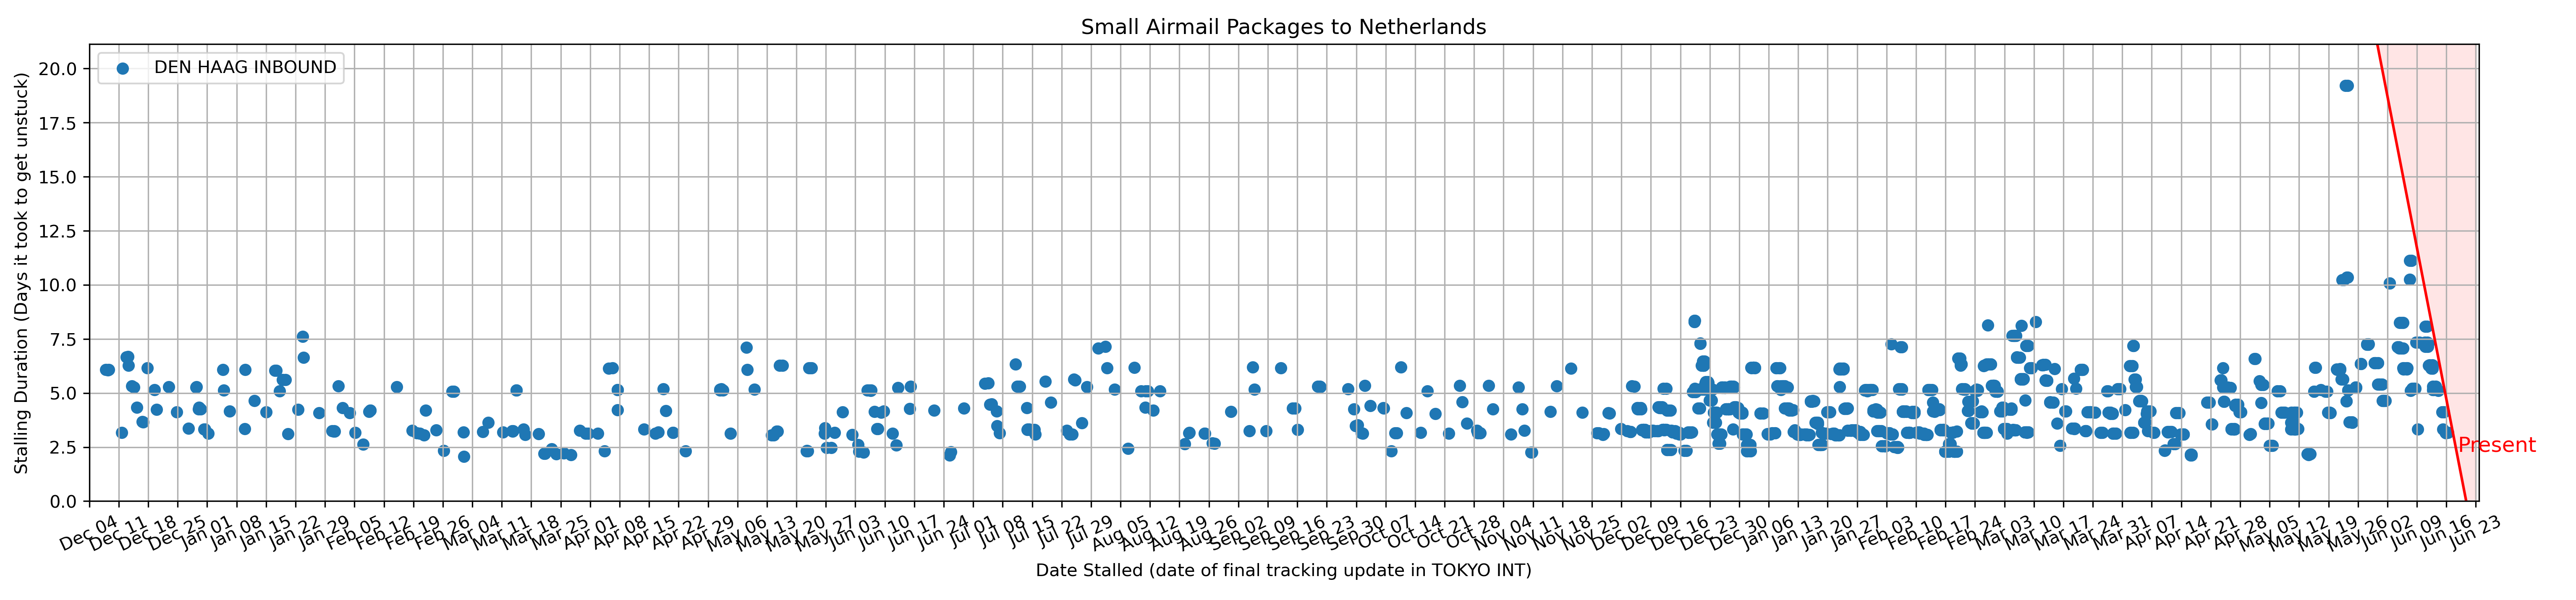 Small Airmail Packages to Netherlands
DEN HAAG INBOUND
Stalling Duration (Days it took to get unstuck)
20.0
17.5
15.0
12.5
10.0
7.5
5.0
2.5
0.0
Present
Dec 04
Dec 11
Dec 18
Dec 25
Jan 01
Jan 08
Jan 15
Jan 22
Jan 29
Feb 05
Feb 12
Feb 19
Feb 26
Mar 04
Mar 11
Mar 18
Mar 25
Apr 01
Apr 08
Apr 15
Apr 22
Apr 29
May 06
May 13
May 20
May 27
Jun 03
Jun 10
Jun 17
Jun 24
Jul 01
Jul 08
Jul 15
Jul 22
Jul 29
Aug 05
Aug 12
Aug 19
Aug 26
Sep 02
Sep 09
Sep 16
Sep 23
Sep 30
Oct 07
Oct 14
Oct 21
Oct 28
Nov 04
Nov 11
Nov 18
Nov 25
Dec 02
Dec 09
Dec 16
Dec 23
Dec 30
Jan 06
Jan 13
Jan 20
Jan 27
Feb 03
Feb 10
Feb 17
Feb 24
Mar 03
Mar 10
Mar 17
Mar 24
Mar 31
Apr 07
Apr 14
Apr 21
Apr 28
May 05
May 12
May 19
May 26
Jun 02
Jun 09
Jun 16
Jun 23
Date Stalled (date of final tracking update in TOKYO INT)